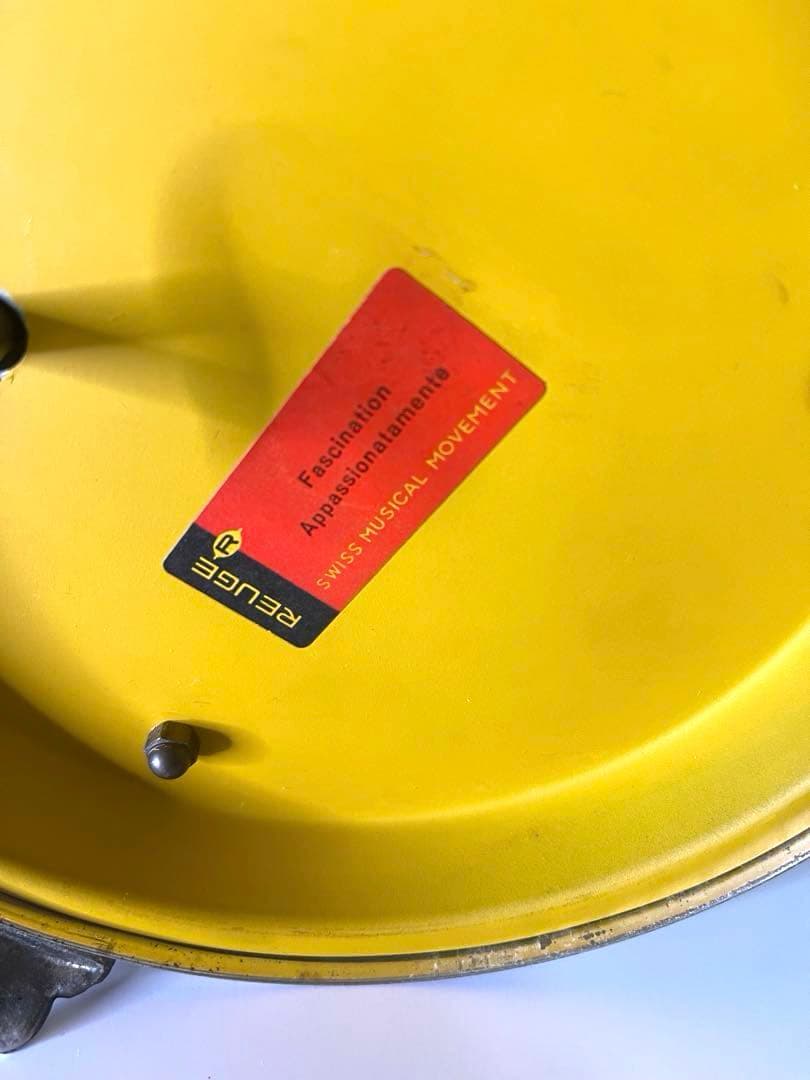 Fascination
Appassionatamente
SWISS MUSICAL MOVEMENT
REUGE R